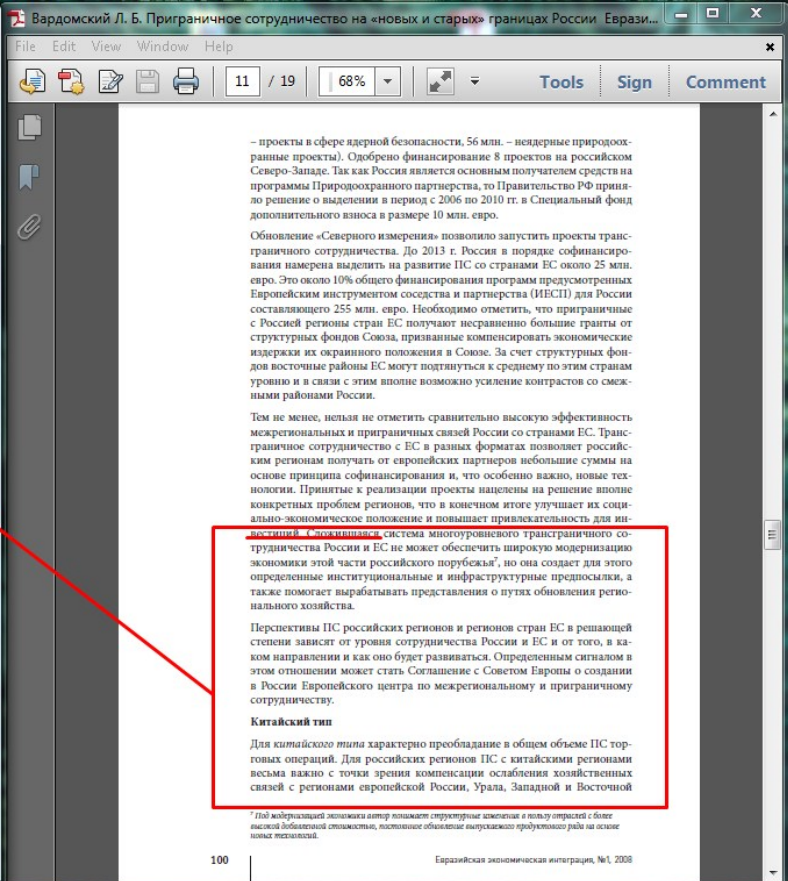 Вардомский Л. Б. Приграничное сотрудничество на «новых и старых» границах России Еврази...
File Edit View Window Help
11 / 19 68% Tools Sign Comment
– проекты в сфере ядерной безопасности, 56 млн. – неядерные природоох-
ранные проекты). Одобрено финансирование 8 проектов на российском
Северо-Западе. Так как Россия является основным получателем средств на
программы Природоохранного партнерства, то Правительство РФ приня-
ло решение о выделении в период с 2006 по 2010 гг. в Специальный фонд
дополнительного взноса в размере 10 млн. евро.
Обновление «Северного измерения» позволило запустить проекты транс-
граничного сотрудничества. До 2013 г. Россия в порядке софинансиро-
вания намерена выделить на развитие ПС со странами ЕС около 25 млн.
евро. Это около 10% общего финансирования программ предусмотренных
Европейским инструментом соседства и партнерства (ИЕСП) для России
составляющего 255 млн. евро. Необходимо отметить, что приграничные
с Россией регионы стран ЕС получают несравненно большие гранты от
структурных фондов Союза, призванные компенсировать экономические
издержки их окраинного положения в Союзе. За счет структурных фон-
дов восточные районы ЕС могут подтянуться к среднему по этим странам
уровню и в связи с этим вполне возможно усиление контрастов со смеж-
ными районами России.
Тем не менее, нельзя не отметить сравнительно высокую эффективность
межрегиональных и приграничных связей России со странами ЕС. Транс-
граничное сотрудничество с ЕС в разных форматах позволяет российс-
ким регионам получать от европейских партнеров небольшие суммы на
основе принципа софинансирования и, что особенно важно, новые тех-
нологии. Принятые к реализации проекты нацелены на решение вполне
конкретных проблем регионов, что в конечном итоге улучшает их соци-
ально-экономическое положение и повышает привлекательность для ин-
вестиций. Сложившаяся система многоуровневого трансграничного со-
трудничества России и ЕС не может обеспечить широкую модернизацию
экономики этой части российского порубежья⁷, но она создает для этого
определенные институциональные и инфраструктурные предпосылки, а
также помогает вырабатывать представления о путях обновления регио-
нального хозяйства.
Перспективы ПС российских регионов и регионов стран ЕС в решающей
степени зависят от уровня сотрудничества России и ЕС и от того, в ка-
ком направлении и как оно будет развиваться. Определенным сигналом в
этом отношении может стать Соглашение с Советом Европы о создании
в России Европейского центра по межрегиональному и приграничному
сотрудничеству.
Китайский тип
Для китайского типа характерно преобладание в общем объеме ПС тор-
говых операций. Для российских регионов ПС с китайскими регионами
весьма важно с точки зрения компенсации ослабления хозяйственных
связей с регионами европейской России, Урала, Западной и Восточной
⁷ Под модернизацией экономики автор понимает структурные изменения в пользу отраслей с более
высокой добавленной стоимостью, постоянное обновление выпускаемого продуктового ряда на основе
новых технологий.
100 Евразийская экономическая интеграция, №1, 2008